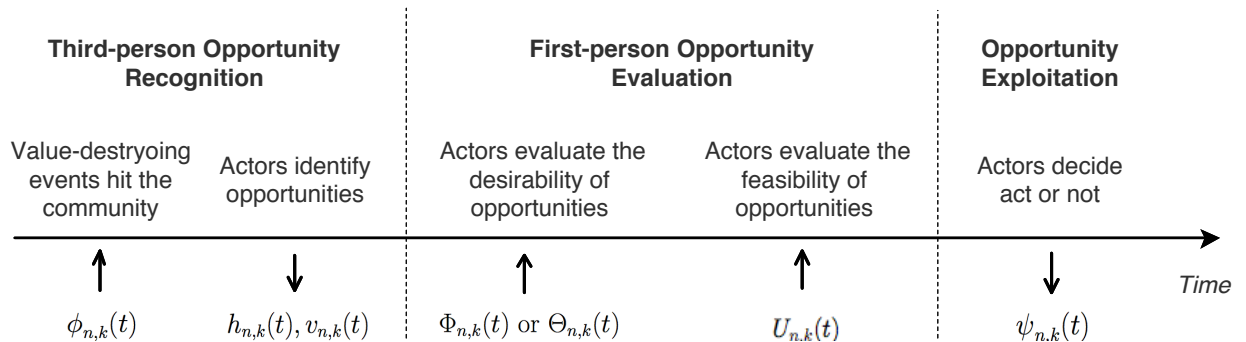 Third-person Opportunity
Recognition
First-person Opportunity
Evaluation
Opportunity
Exploitation
Value-destryoing
events hit the
community
Actors identify
opportunities
Actors evaluate the
desirability of
opportunities
Actors evaluate the
feasibility of
opportunities
Actors decide
act or not
Time
ϕ_{n,k}(t)
h_{n,k}(t), v_{n,k}(t)
Φ_{n,k}(t) or Θ_{n,k}(t)
U_{n,k}(t)
ψ_{n,k}(t)